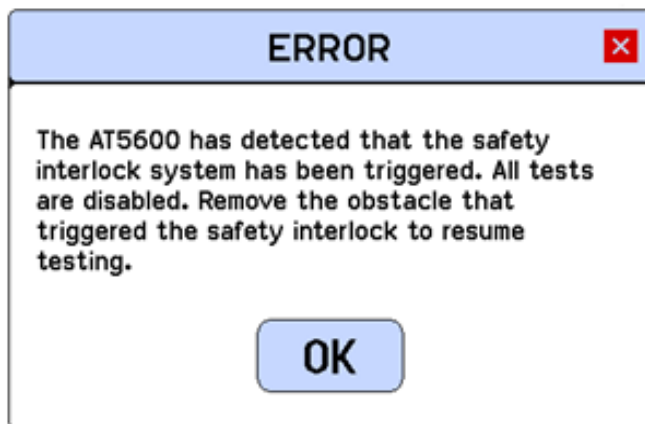 ERROR
The AT5600 has detected that the safety
interlock system has been triggered. All tests
are disabled. Remove the obstacle that
triggered the safety interlock to resume
testing.
OK